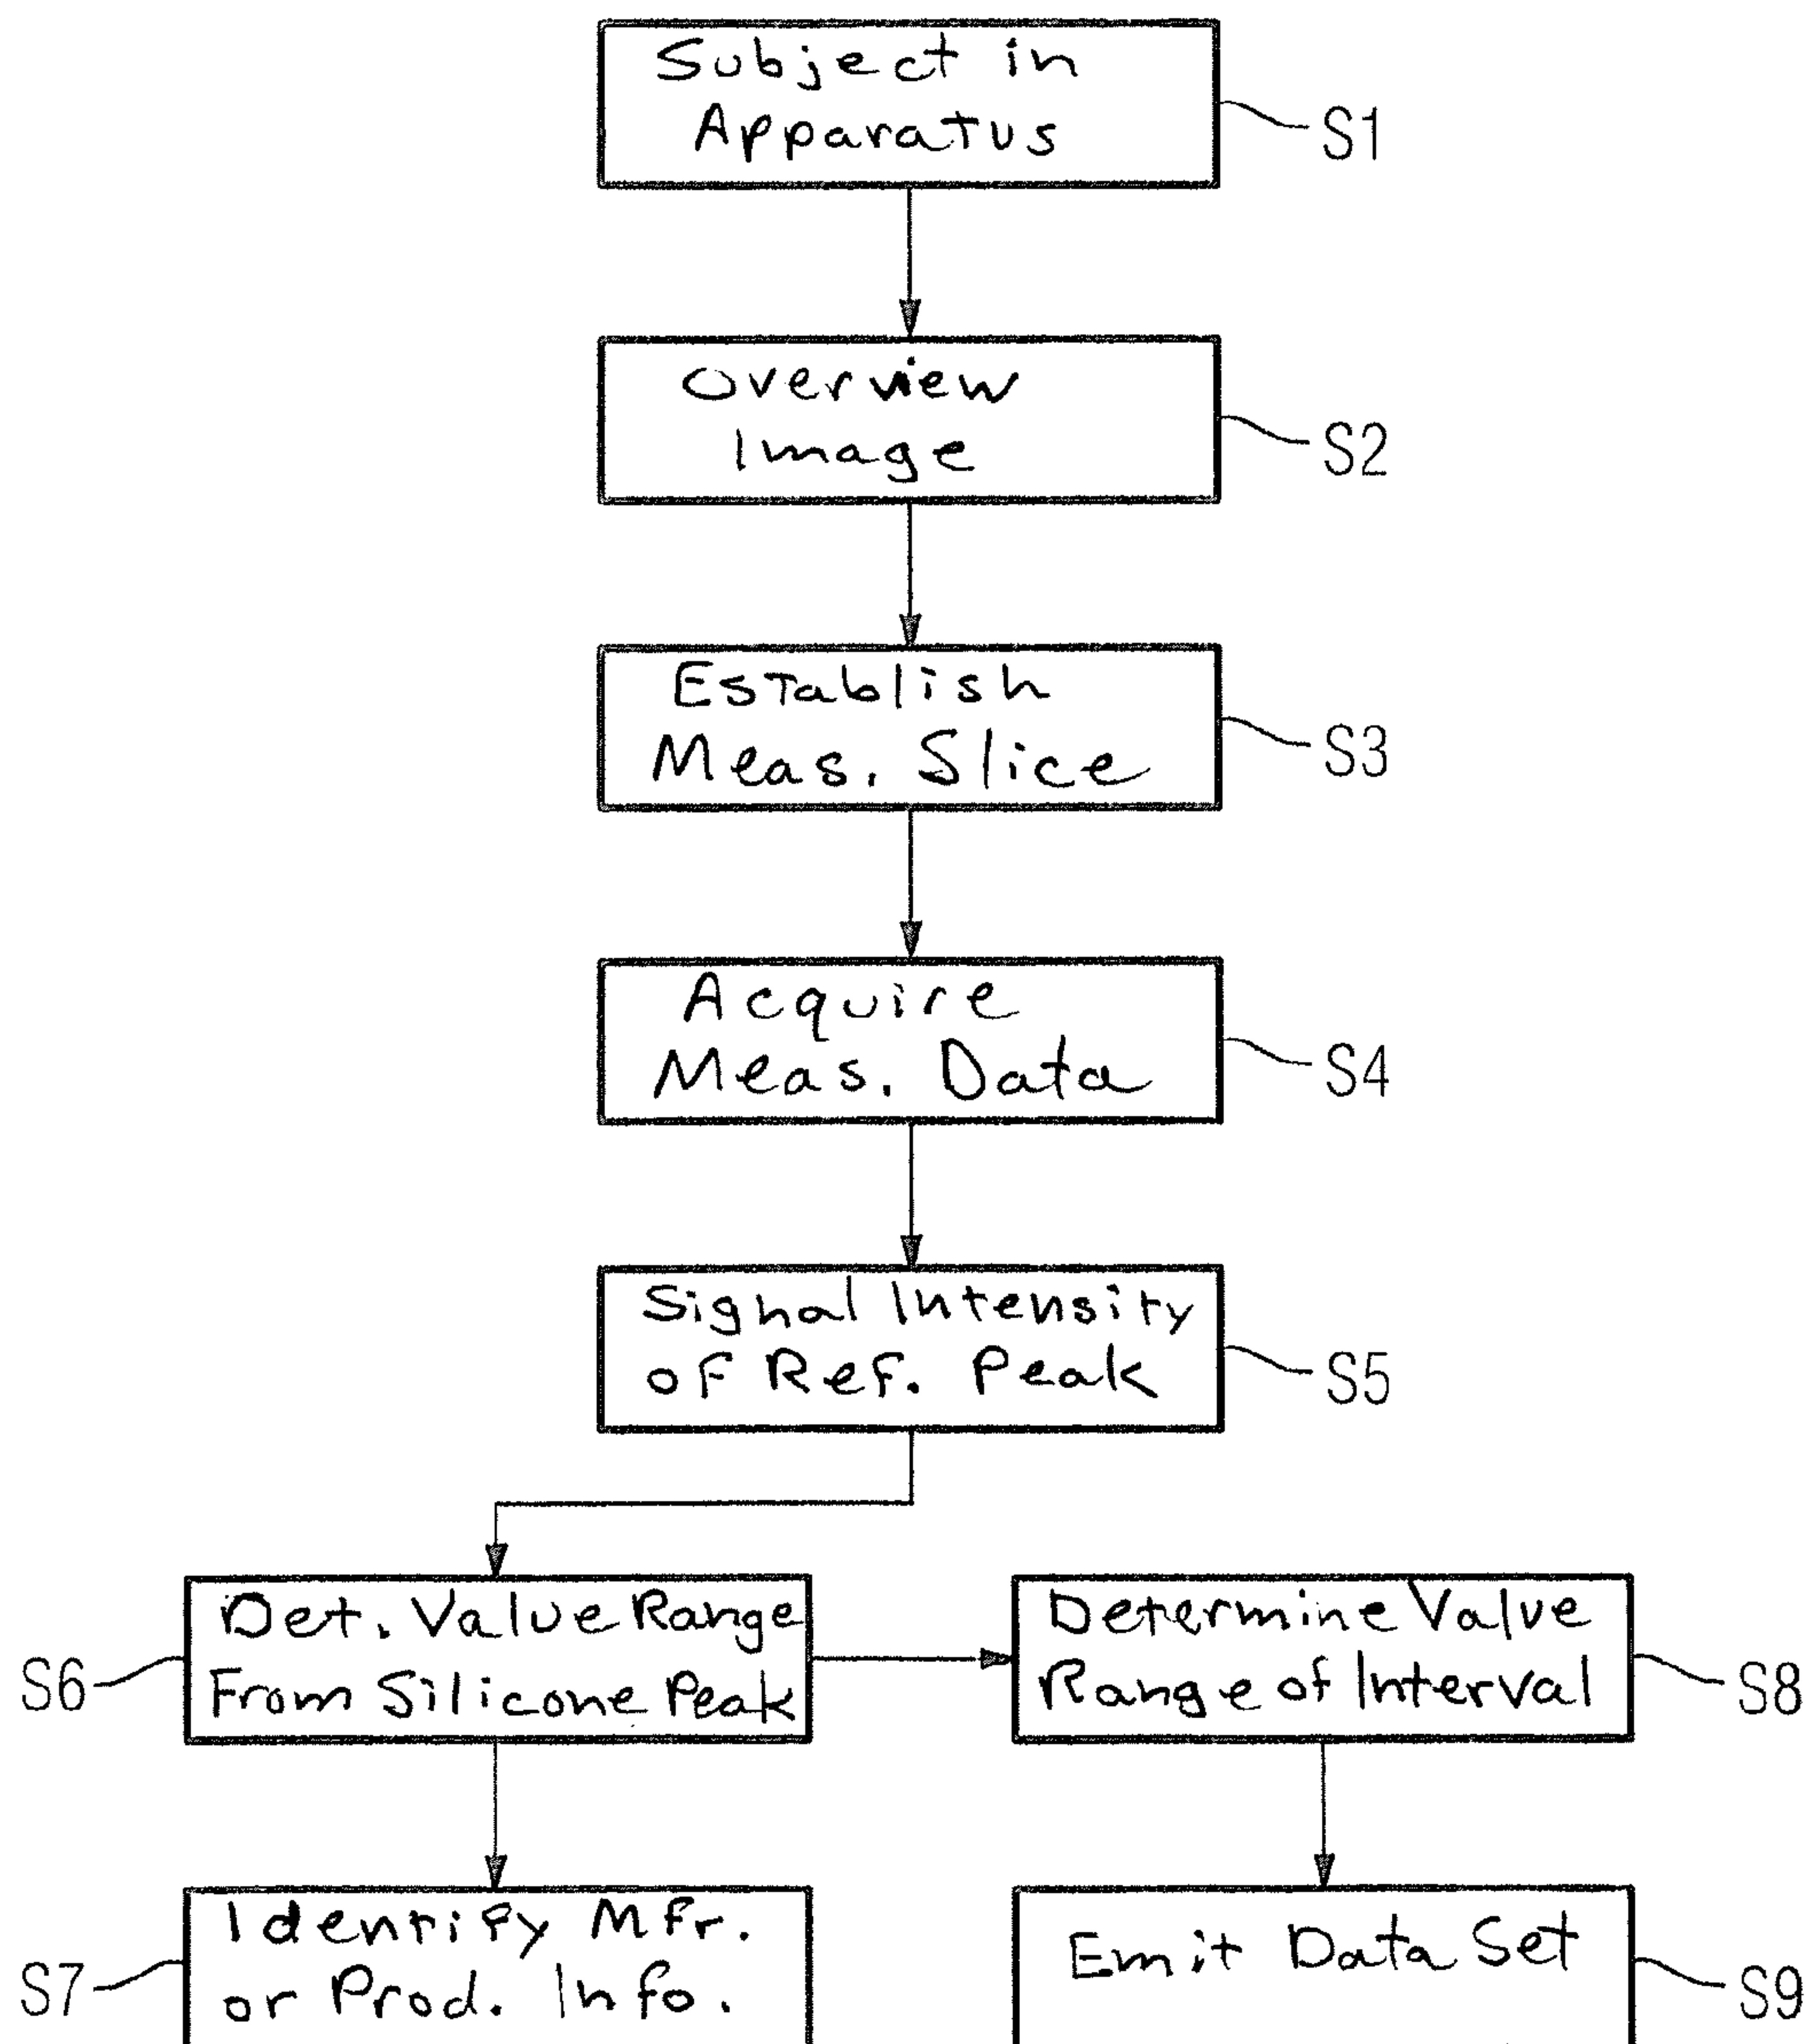 Subject in
Apparatus
S1
Overview
Image
S2
Establish
Meas. Slice
S3
Acquire
Meas. Data
S4
Signal Intensity
of Ref. Peak
S5
Det. Value Range
From Silicone Peak
S6
Determine Value
Range of Interval
S8
Identify Mfr.
or Prod. Info.
S7
Emit Data Set
S9